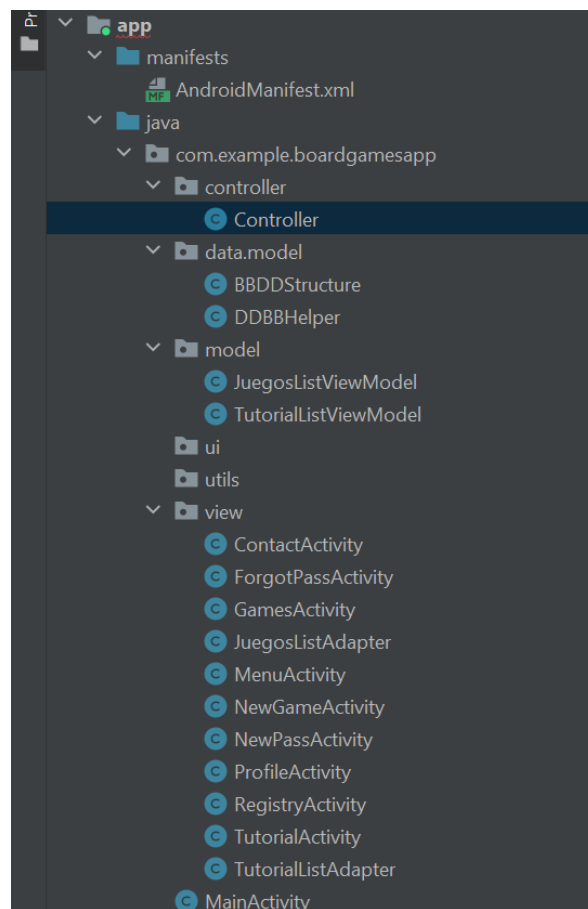 Pr
app
manifests
MF AndroidManifest.xml
java
com.example.boardgamesapp
controller
C Controller
data.model
C BBDDStructure
C DDBBHelper
model
C JuegosListViewModel
C TutorialListViewModel
ui
utils
view
C ContactActivity
C ForgotPassActivity
C GamesActivity
C JuegosListAdapter
C MenuActivity
C NewGameActivity
C NewPassActivity
C ProfileActivity
C RegistryActivity
C TutorialActivity
C TutorialListAdapter
C MainActivity